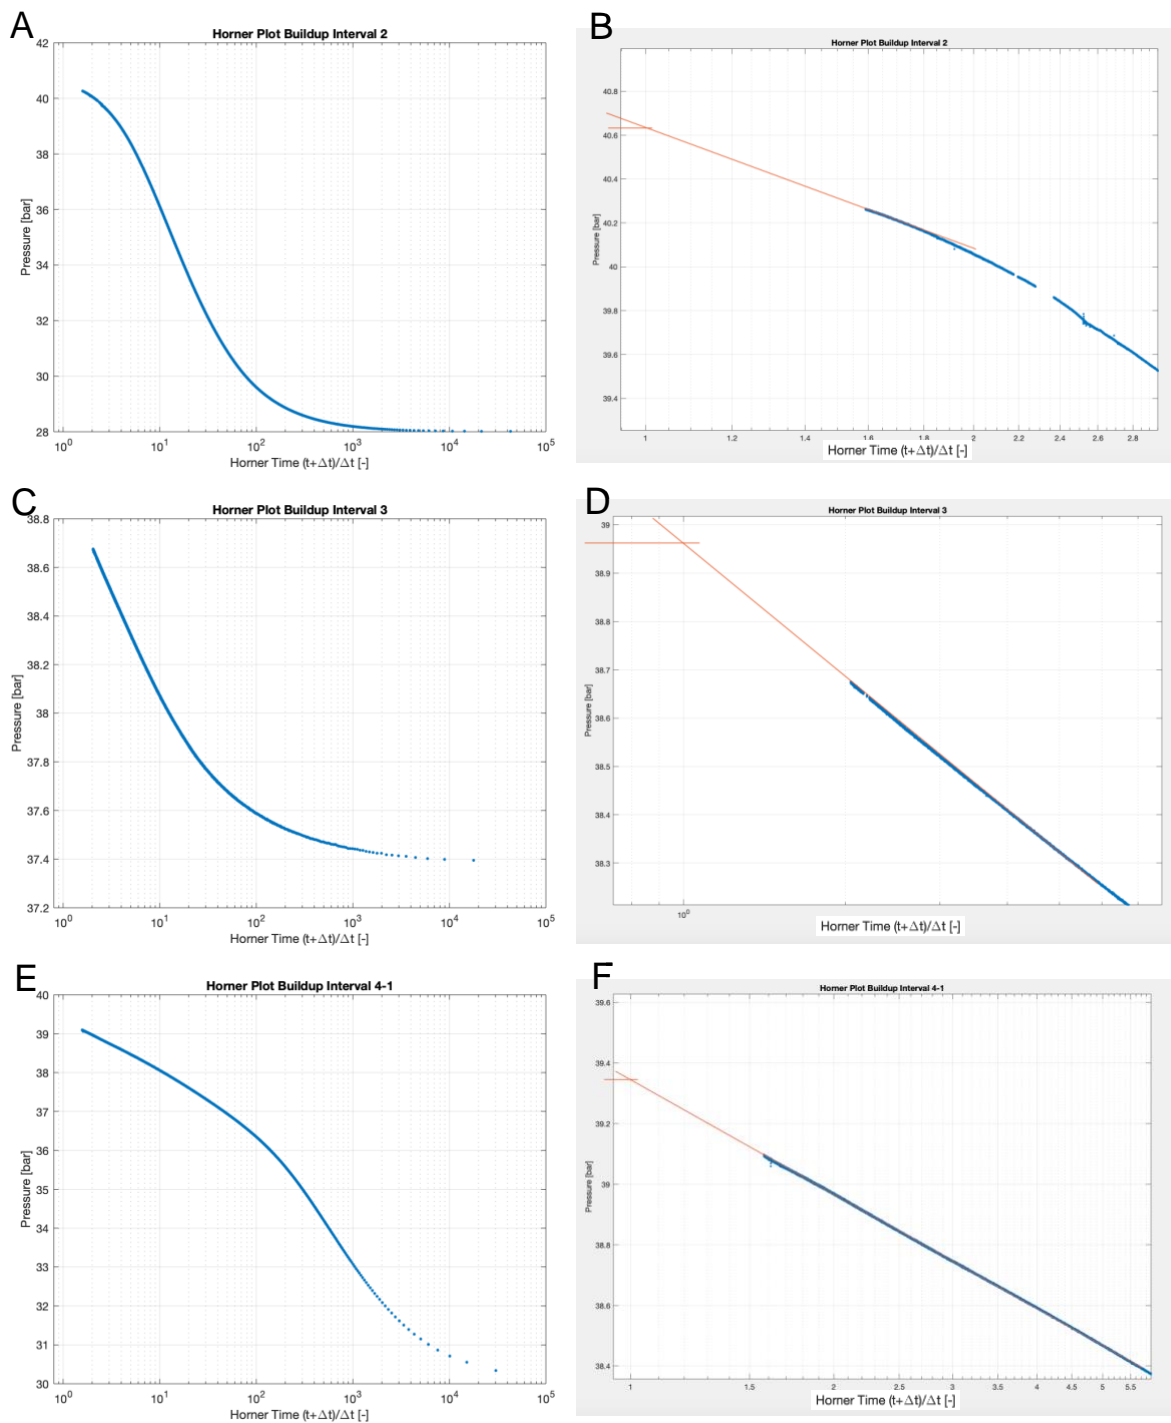 A
Horner Plot Buildup Interval 2
42
40
38
36
34
32
30
28
Pressure [bar]
10^0 10^1 10^2 10^3 10^4 10^5
Horner Time (t+Δt)/Δt [-]
B
Horner Plot Buildup Interval 2
40.8
40.6
40.4
40.2
40
39.8
39.6
39.4
Pressure [bar]
1 1.2 1.4 1.6 1.8 2 2.2 2.4 2.6 2.8
Horner Time (t+Δt)/Δt [-]
C
Horner Plot Buildup Interval 3
38.8
38.6
38.4
38.2
38
37.8
37.6
37.4
37.2
Pressure [bar]
10^0 10^1 10^2 10^3 10^4 10^5
Horner Time (t+Δt)/Δt [-]
D
Horner Plot Buildup Interval 3
39
38.9
38.8
38.7
38.6
38.5
38.4
38.3
Pressure [bar]
10^0
Horner Time (t+Δt)/Δt [-]
E
Horner Plot Buildup Interval 4-1
40
39
38
37
36
35
34
33
32
31
30
Pressure [bar]
10^0 10^1 10^2 10^3 10^4 10^5
Horner Time (t+Δt)/Δt [-]
F
Horner Plot Buildup Interval 4-1
39.6
39.4
39.2
39
38.8
38.6
38.4
Pressure [bar]
1 1.5 2 2.5 3 3.5 4 4.5 5 5.5
Horner Time (t+Δt)/Δt [-]